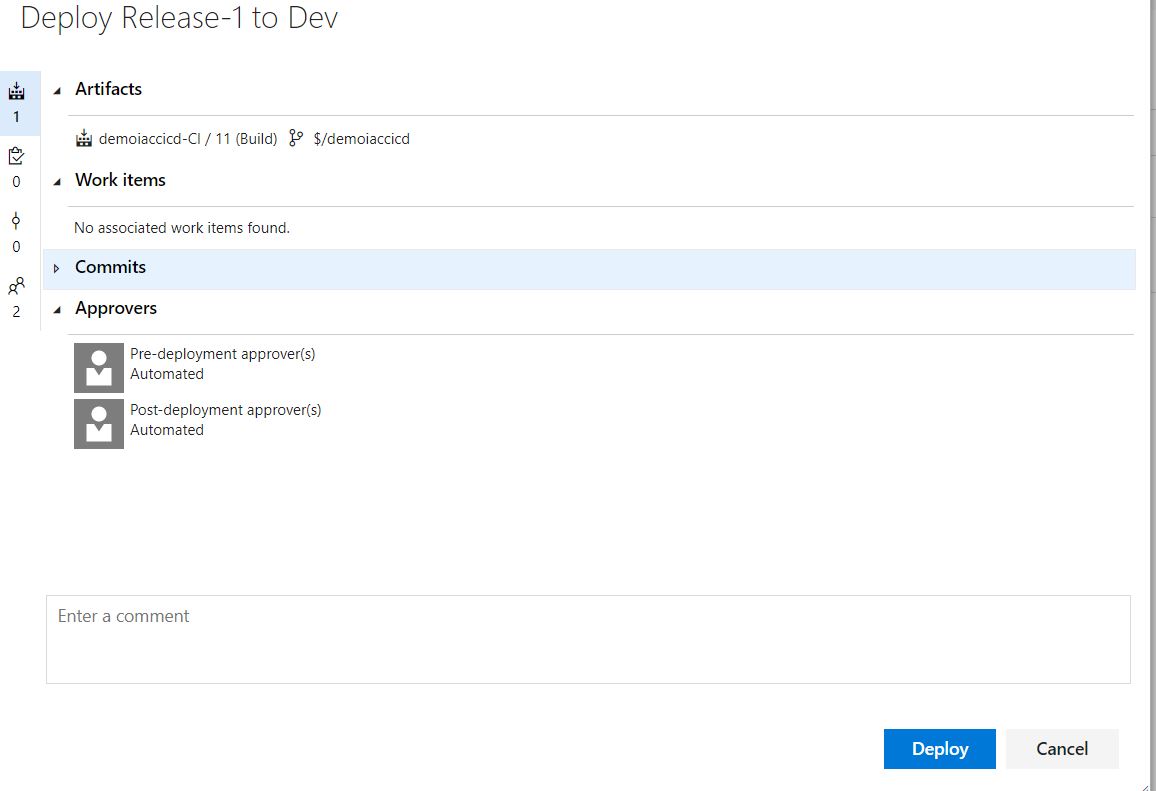 Deploy Release-1 to Dev
1
Artifacts
demoiaccicd-CI / 11 (Build) $/demoiaccicd
0
Work items
No associated work items found.
0
Commits
2
Approvers
Pre-deployment approver(s)
Automated
Post-deployment approver(s)
Automated
Enter a comment
Deploy Cancel